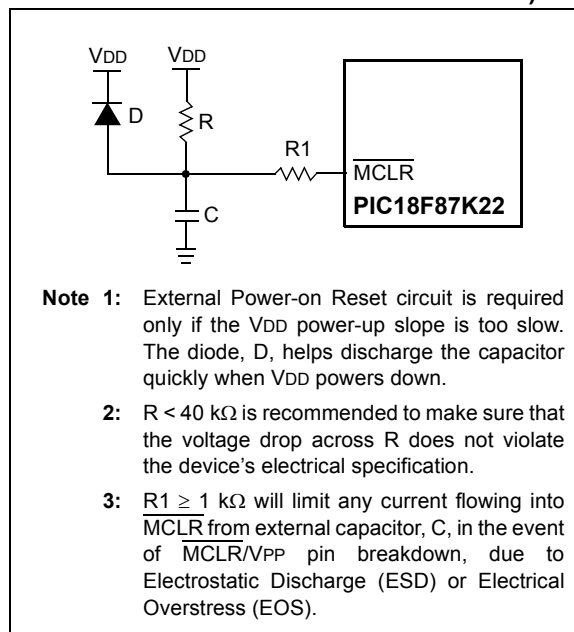 VDD VDD
D
R
R1
C
MCLR
PIC18F87K22
Note 1: External Power-on Reset circuit is required
only if the VDD power-up slope is too slow.
The diode, D, helps discharge the capacitor
quickly when VDD powers down.
2: R < 40 kΩ is recommended to make sure that
the voltage drop across R does not violate
the device's electrical specification.
3: R1 ≥ 1 kΩ will limit any current flowing into
MCLR from external capacitor, C, in the event
of MCLR/VPP pin breakdown, due to
Electrostatic Discharge (ESD) or Electrical
Overstress (EOS).